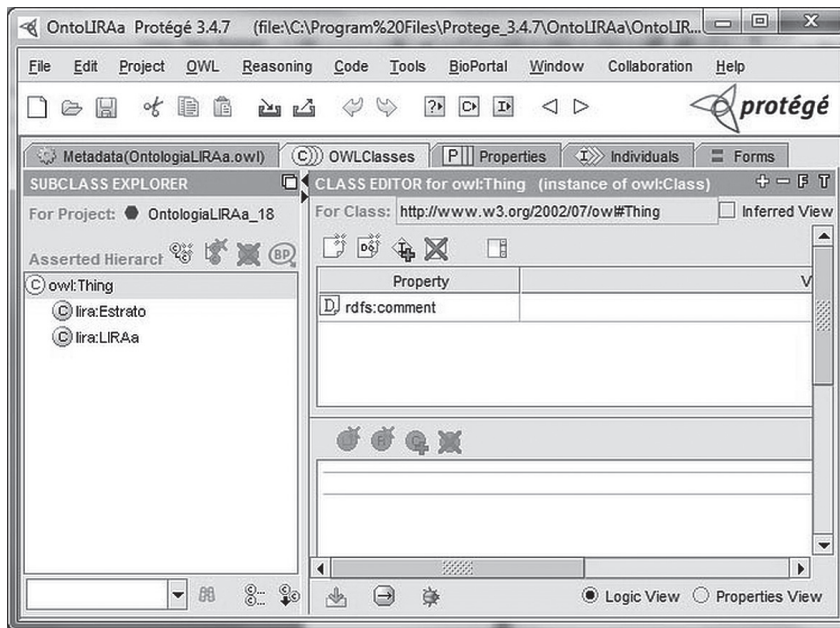 OntoLIRAa Protégé 3.4.7 (file:\C:\Program%20Files\Protege_3.4.7\OntoLIRAa\OntoLIR...
File Edit Project OWL Reasoning Code Tools BioPortal Window Collaboration Help
protégé
Metadata(OntologiaLIRAa.owl) OWLClasses Properties Individuals Forms
SUBCLASS EXPLORER
CLASS EDITOR for owl:Thing (instance of owl:Class)
For Project: OntologiaLIRAa_18
For Class: http://www.w3.org/2002/07/owl#Thing Inferred View
Asserted Hierarch
Property V
owl:Thing
rdfs:comment
lira:Estrato
lira:LIRAa
Logic View Properties View